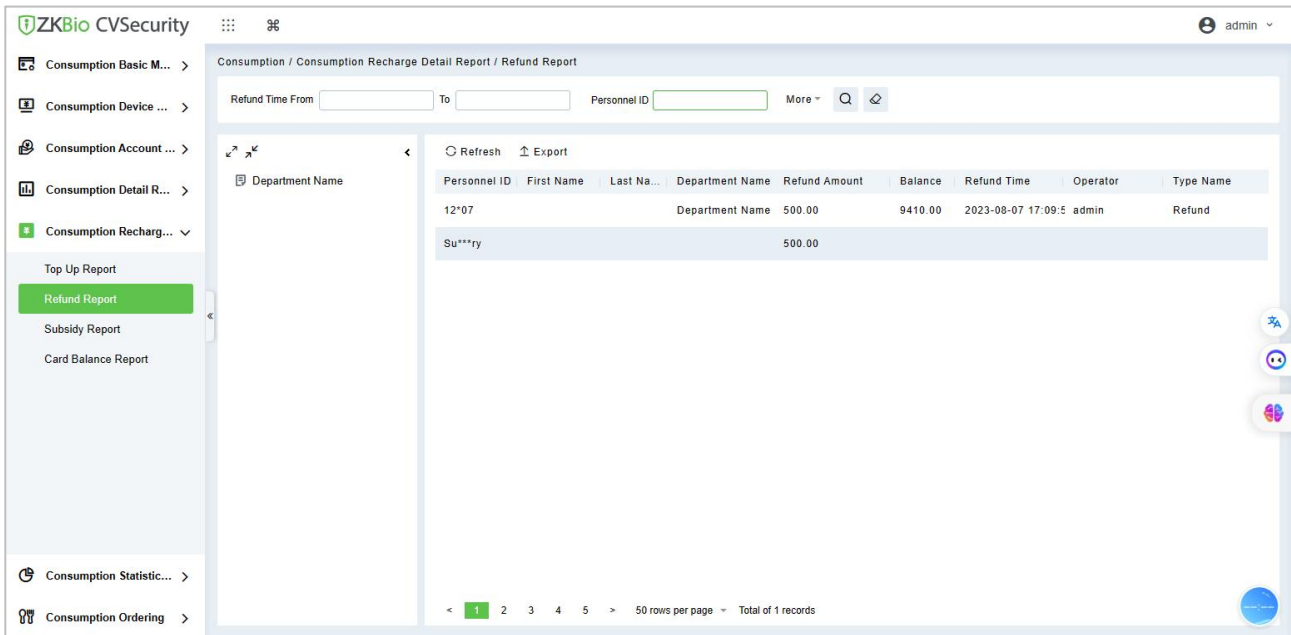 ZKBio CVSecurity
admin
Consumption Basic M...
Consumption Device ...
Consumption Account ...
Consumption Detail R...
Consumption Recharg...
Top Up Report
Refund Report
Subsidy Report
Card Balance Report
Consumption Statistic...
Consumption Ordering
Consumption / Consumption Recharge Detail Report / Refund Report
Refund Time From To Personnel ID More
Department Name
Refresh Export
Personnel ID First Name Last Na... Department Name Refund Amount Balance Refund Time Operator Type Name
12*07 Department Name 500.00 9410.00 2023-08-07 17:09:5 admin Refund
Su***ry 500.00
< 1 2 3 4 5 > 50 rows per page Total of 1 records